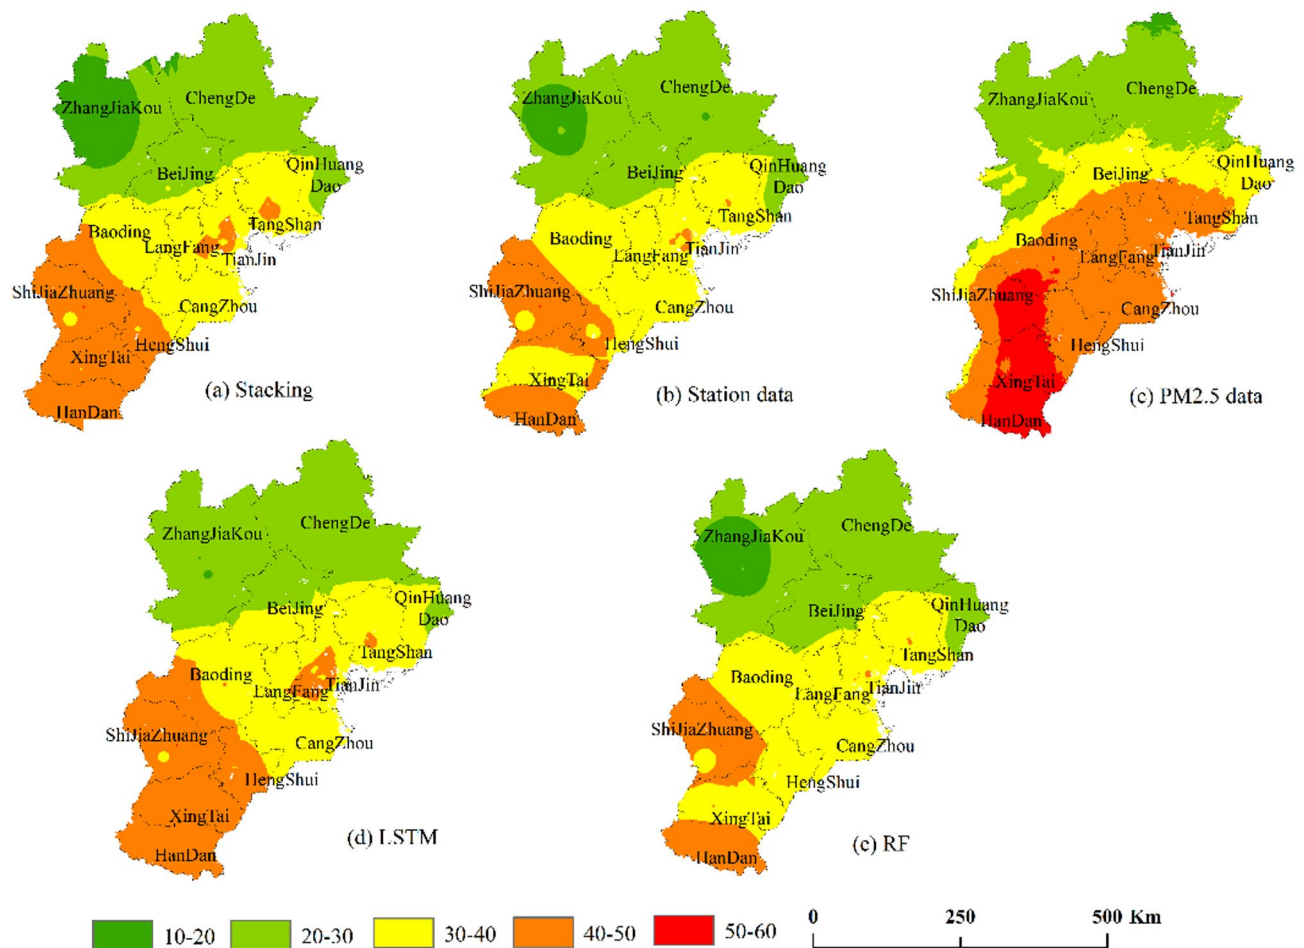 ZhangJiaKou
ChengDe
BeiJing
QinHuang
Dao
TangShan
Baoding
LangFang
TianJin
ShiJiaZhuang
CangZhou
HengShui
XingTai
HanDan
(a) Stacking
ZhangJiaKou
ChengDe
BeiJing
QinHuang
Dao
TangShan
Baoding
LangFang
TianJin
ShiJiaZhuang
CangZhou
HengShui
XingTai
HanDan
(b) Station data
ZhangJiaKou
ChengDe
BeiJing
QinHuang
Dao
TangShan
Baoding
LangFang
TianJin
ShiJiaZhuang
CangZhou
HengShui
XingTai
HanDan
(c) PM2.5 data
ZhangJiaKou
ChengDe
BeiJing
QinHuang
Dao
TangShan
Baoding
LangFang
TianJin
ShiJiaZhuang
CangZhou
HengShui
XingTai
HanDan
(d) LSTM
ZhangJiaKou
ChengDe
BeiJing
QinHuang
Dao
TangShan
Baoding
LangFang
TianJin
ShiJiaZhuang
CangZhou
HengShui
XingTai
HanDan
(e) RF
10-20 20-30 30-40 40-50 50-60
0 250 500 Km